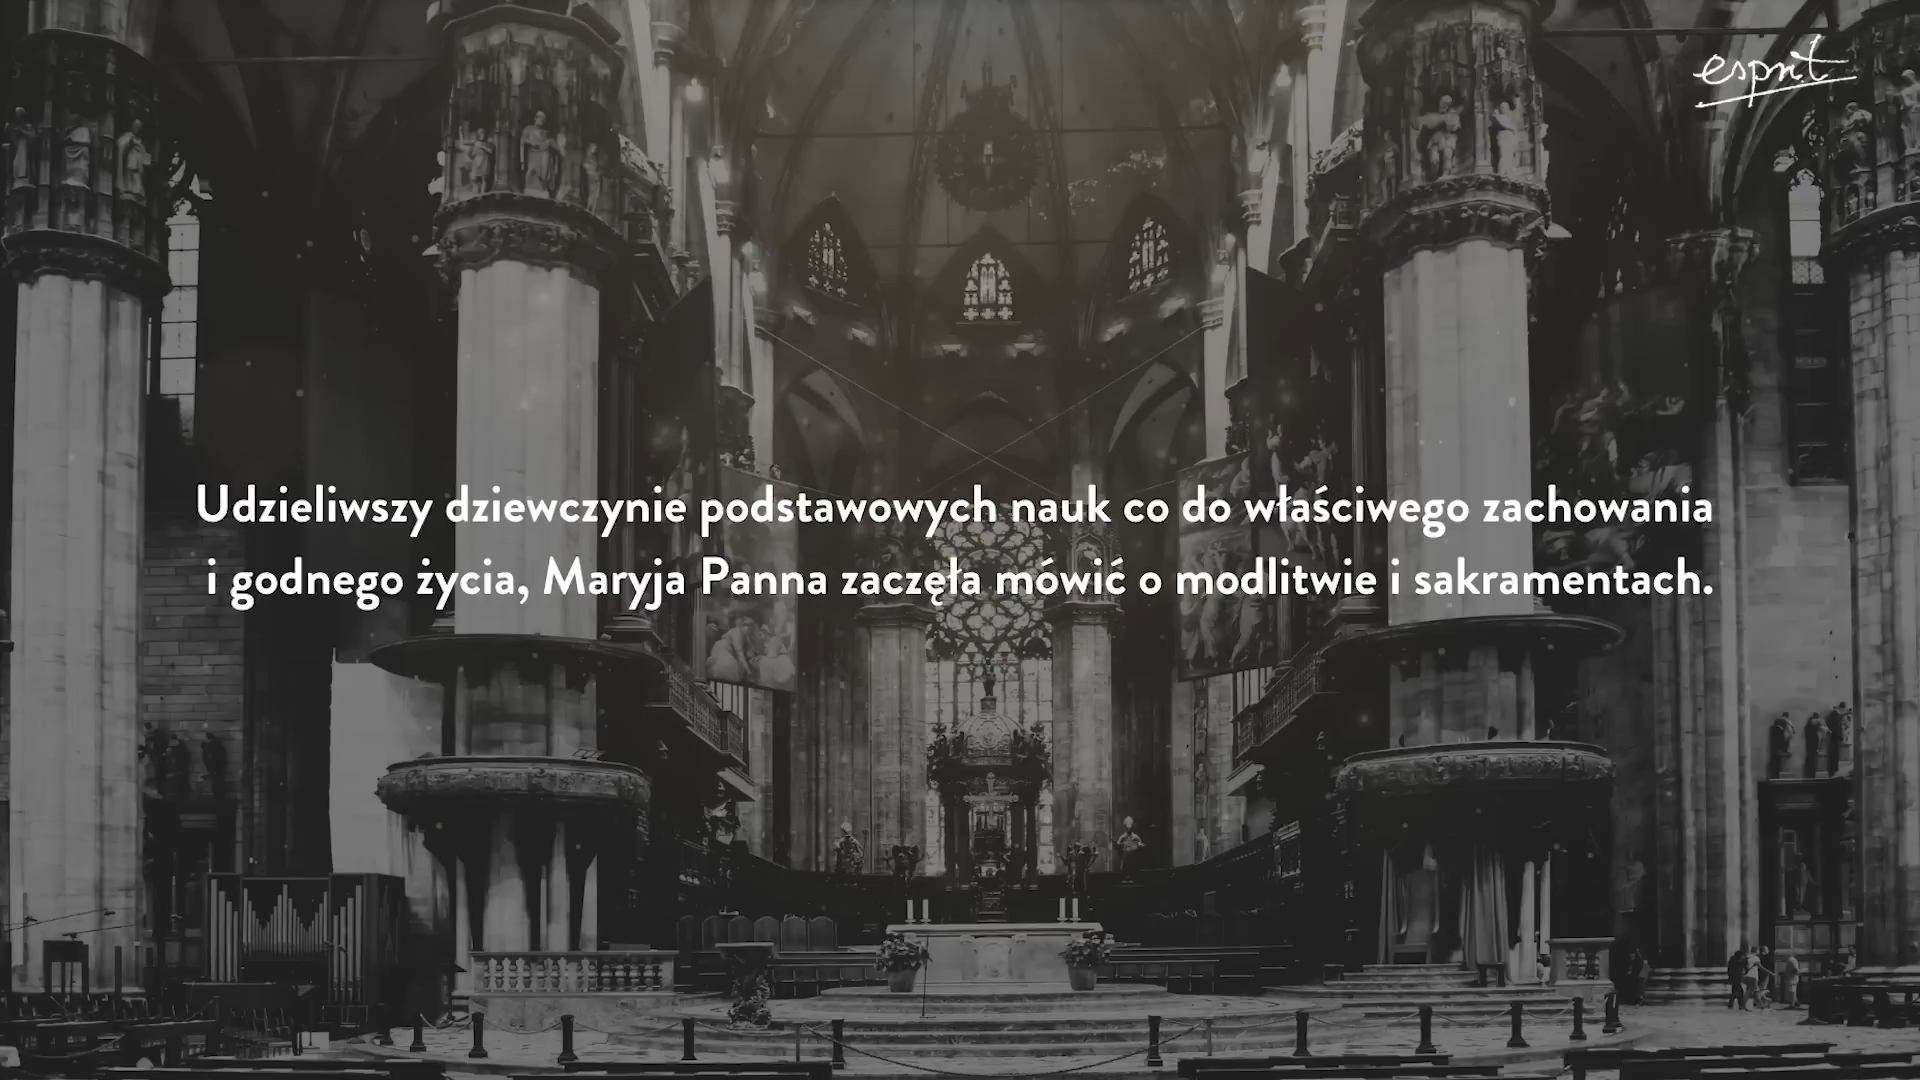 esprit
Udzieliwszy dziewczynie podstawowych nauk co do właściwego zachowania
i godnego życia, Maryja Panna zaczęła mówić o modlitwie i sakramentach.